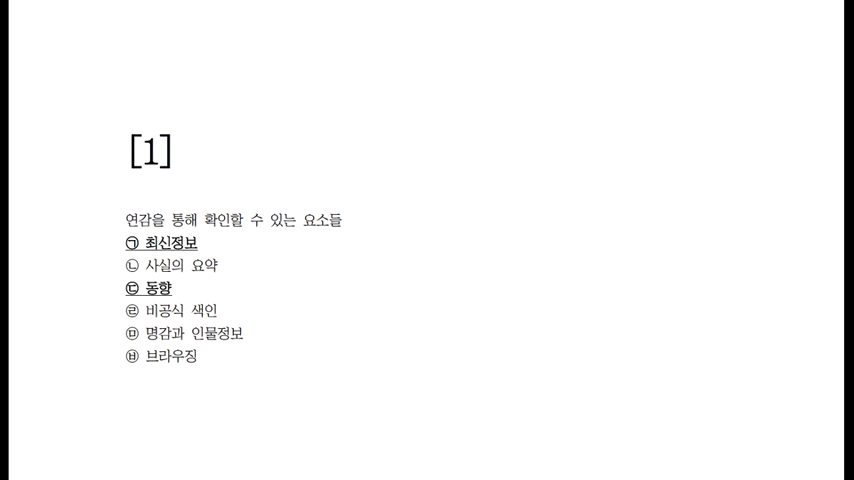 [1]
연감을 통해 확인할 수 있는 요소들
㉠ 최신정보
㉡ 사실의 요약
㉢ 동향
㉣ 비공식 색인
㉤ 명감과 인물정보
㉥ 브라우징